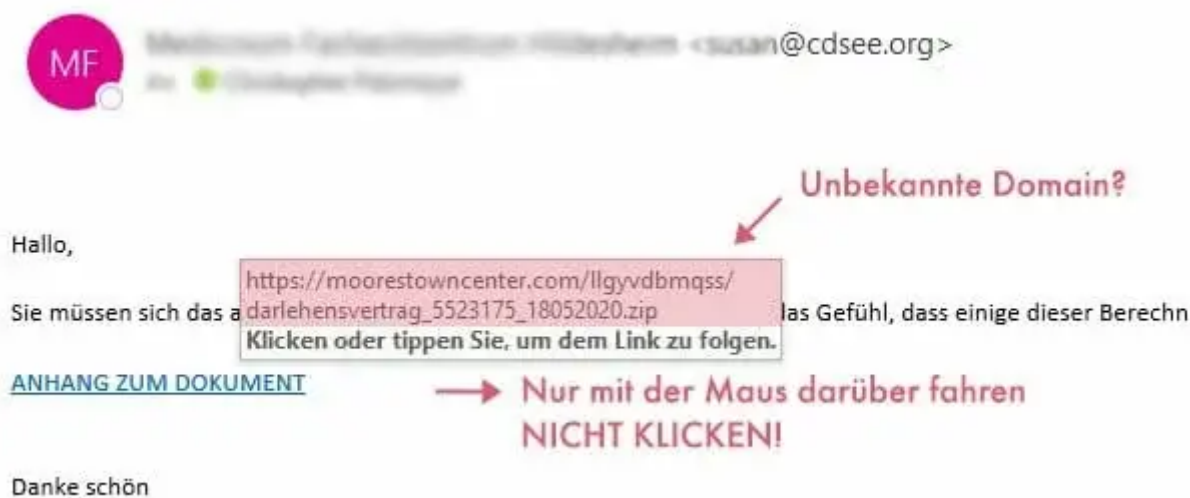 MF
@cdsee.org>
Unbekannte Domain?
Hallo,
https://moorestowncenter.com/llgyvdbmqss/
Sie müssen sich das a darlehensvertrag_5523175_18052020.zip las Gefühl, dass einige dieser Berechn
Klicken oder tippen Sie, um dem Link zu folgen.
ANHANG ZUM DOKUMENT
Nur mit der Maus darüber fahren
NICHT KLICKEN!
Danke schön